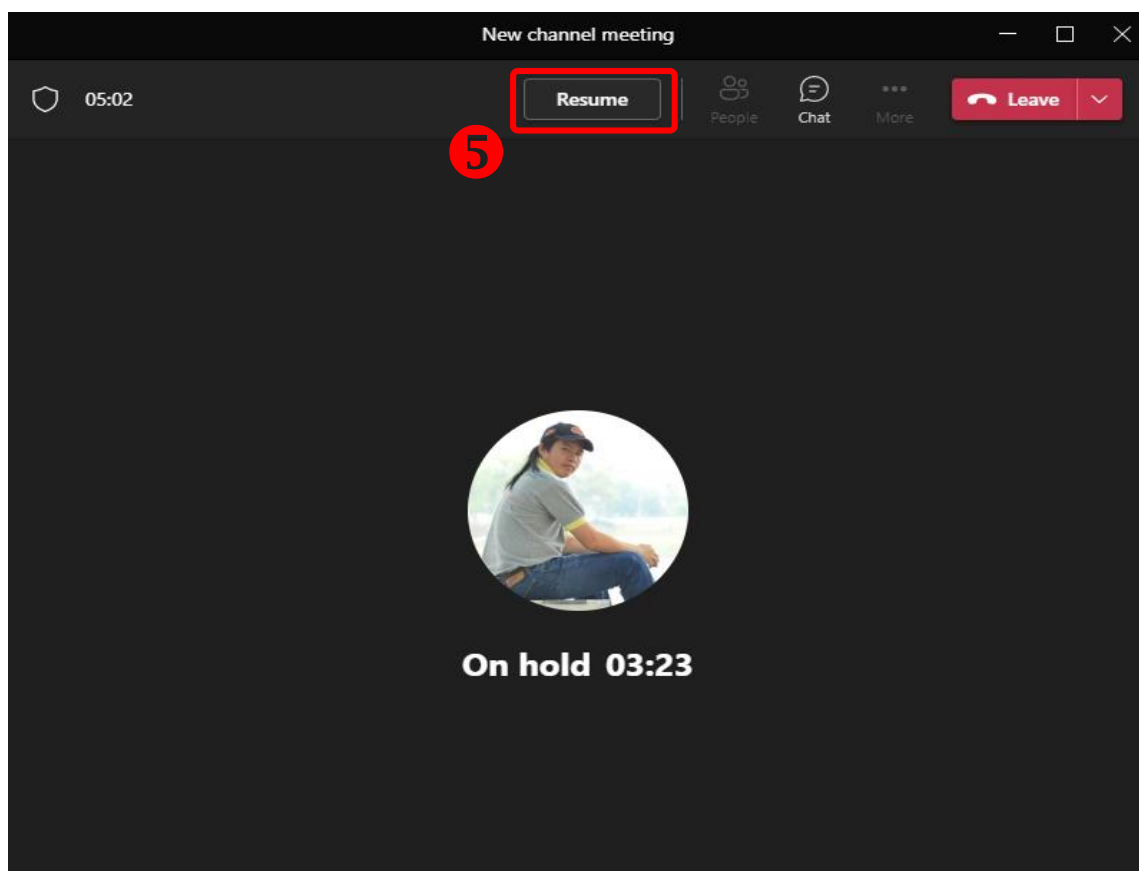 New channel meeting
05:02
Resume
People
Chat
More
Leave
5
On hold 03:23